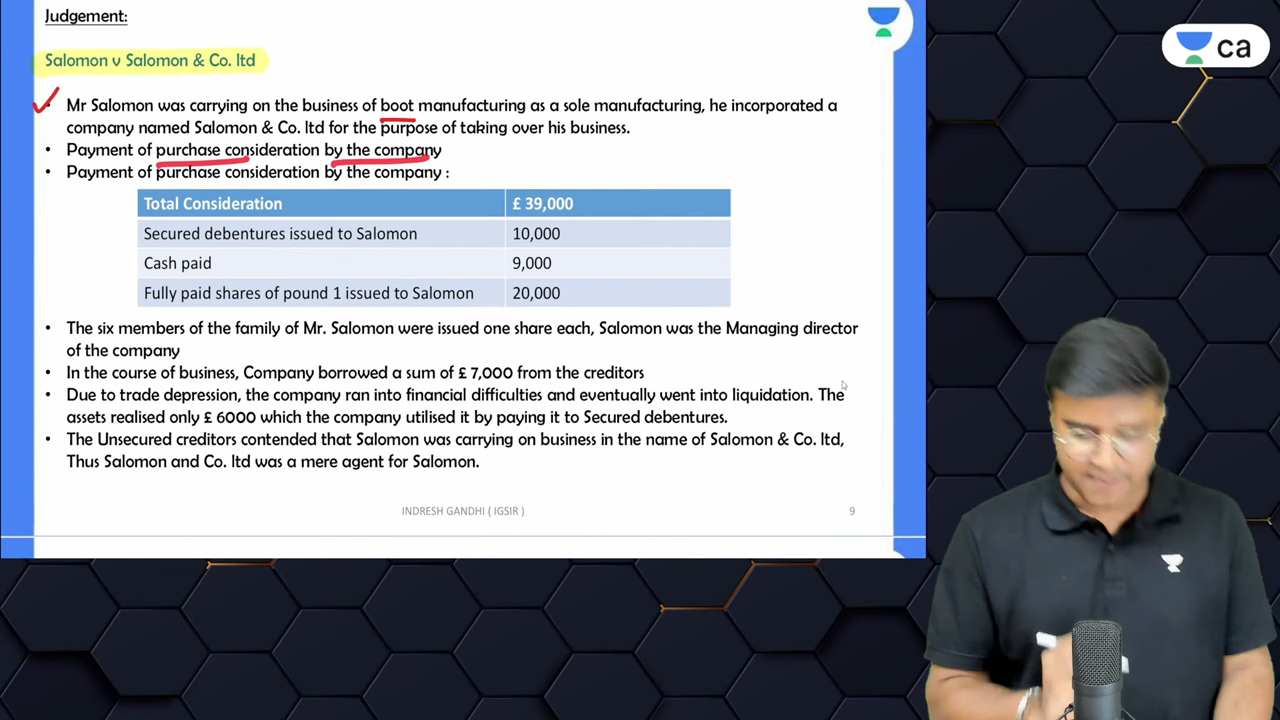 Judgement:
ca
Salomon v Salomon & Co. ltd
• Mr Salomon was carrying on the business of boot manufacturing as a sole manufacturing, he incorporated a
company named Salomon & Co. ltd for the purpose of taking over his business.
• Payment of purchase consideration by the company
• Payment of purchase consideration by the company :
Total Consideration £ 39,000
Secured debentures issued to Salomon 10,000
Cash paid 9,000
Fully paid shares of pound 1 issued to Salomon 20,000
• The six members of the family of Mr. Salomon were issued one share each, Salomon was the Managing director
of the company
• In the course of business, Company borrowed a sum of £ 7,000 from the creditors
• Due to trade depression, the company ran into financial difficulties and eventually went into liquidation. The
assets realised only £ 6000 which the company utilised it by paying it to Secured debentures.
• The Unsecured creditors contended that Salomon was carrying on business in the name of Salomon & Co. ltd,
Thus Salomon and Co. ltd was a mere agent for Salomon.
INDRESH GANDHI ( IGSIR ) 9